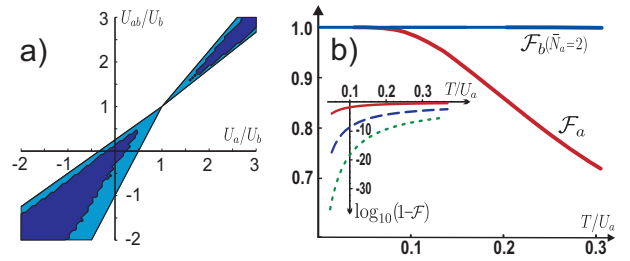 a)
3
U_ab/U_b
2
1
U_a/U_b
-2
-1
1
2
3
-1
-2
b)
1.0
0.9
0.8
0.7
F_b(N̄_a=2)
F_a
T/U_a
0.1
0.2
0.3
T/U_a
0.1
0.2
0.3
-10
-20
-30
log₁₀(1-F)